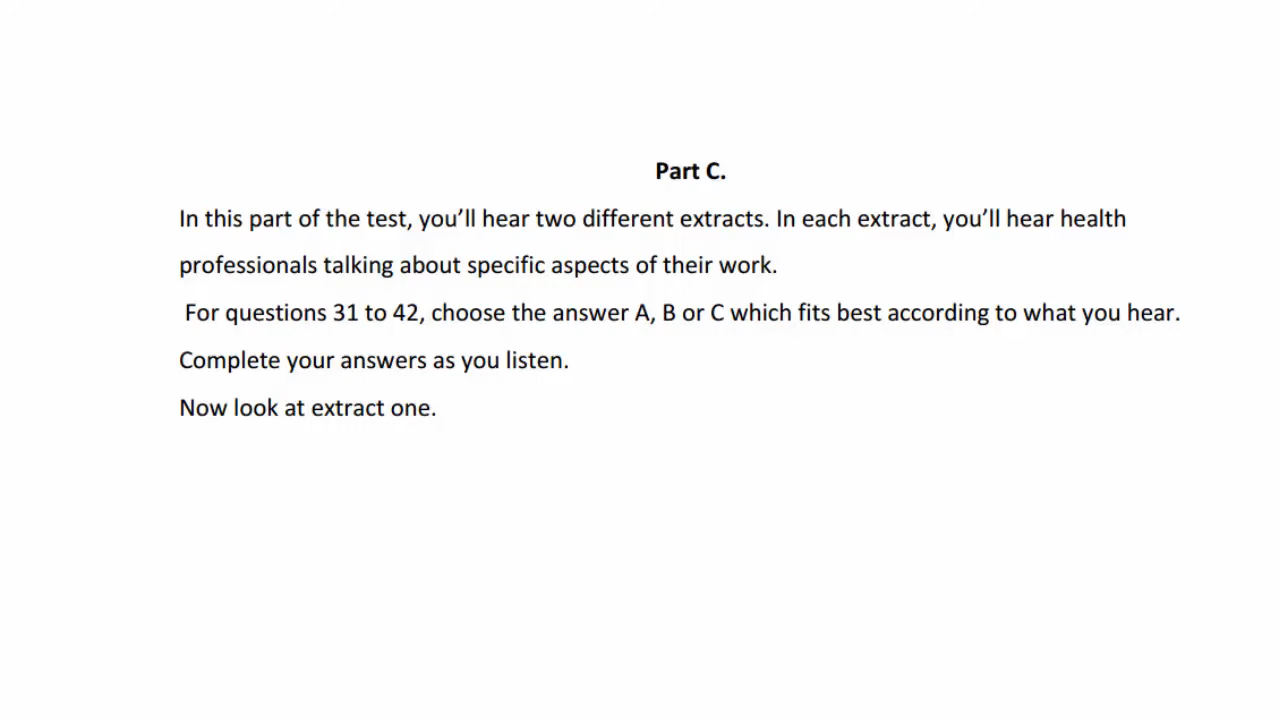 Part C.
In this part of the test, you’ll hear two different extracts. In each extract, you’ll hear health
professionals talking about specific aspects of their work.
For questions 31 to 42, choose the answer A, B or C which fits best according to what you hear.
Complete your answers as you listen.
Now look at extract one.